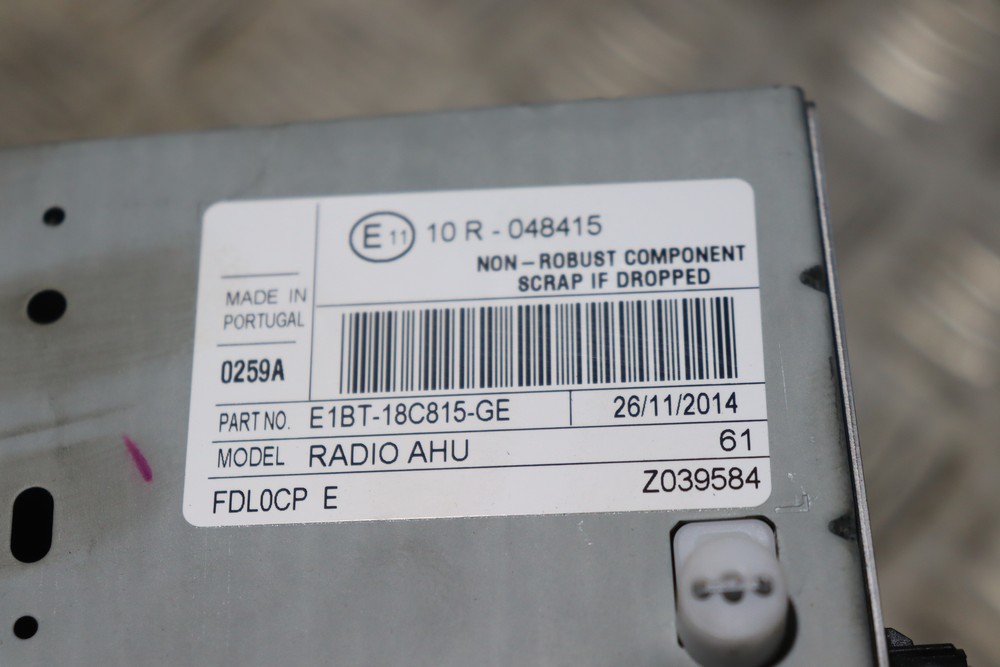 E11 10 R - 048415
NON-ROBUST COMPONENT
SCRAP IF DROPPED
MADE IN
PORTUGAL
0259A
PART NO. E1BT-18C815-GE 26/11/2014
MODEL RADIO AHU 61
FDL0CP E Z039584